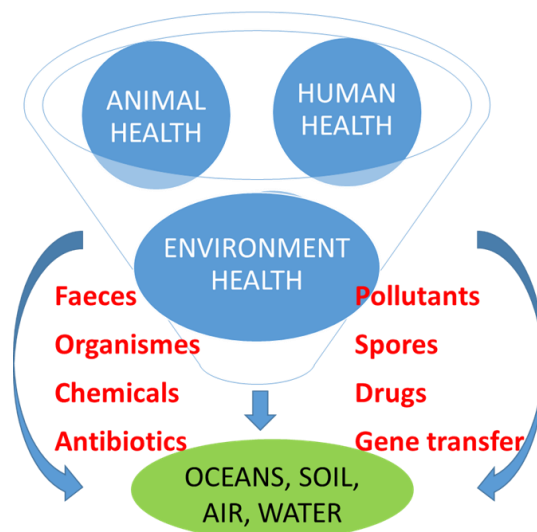 ANIMAL
HEALTH
HUMAN
HEALTH
ENVIRONMENT
HEALTH
Faeces
Organismes
Chemicals
Antibiotics
Pollutants
Spores
Drugs
Gene transfer
OCEANS, SOIL,
AIR, WATER